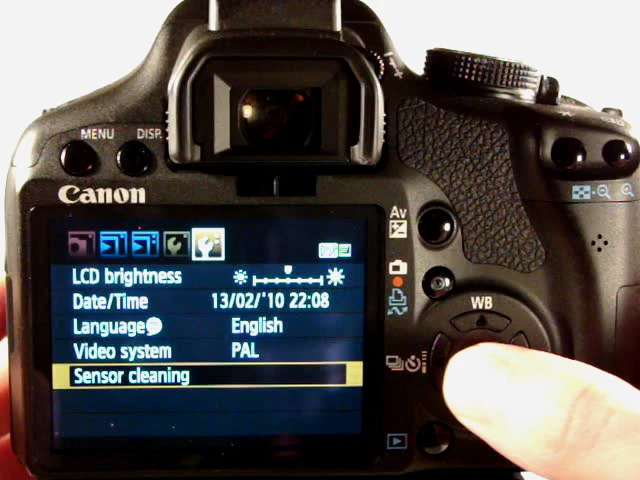 MENU DISP.
Canon
Av
WB
LCD brightness
Date/Time 13/02/'10 22:08
Language English
Video system PAL
Sensor cleaning